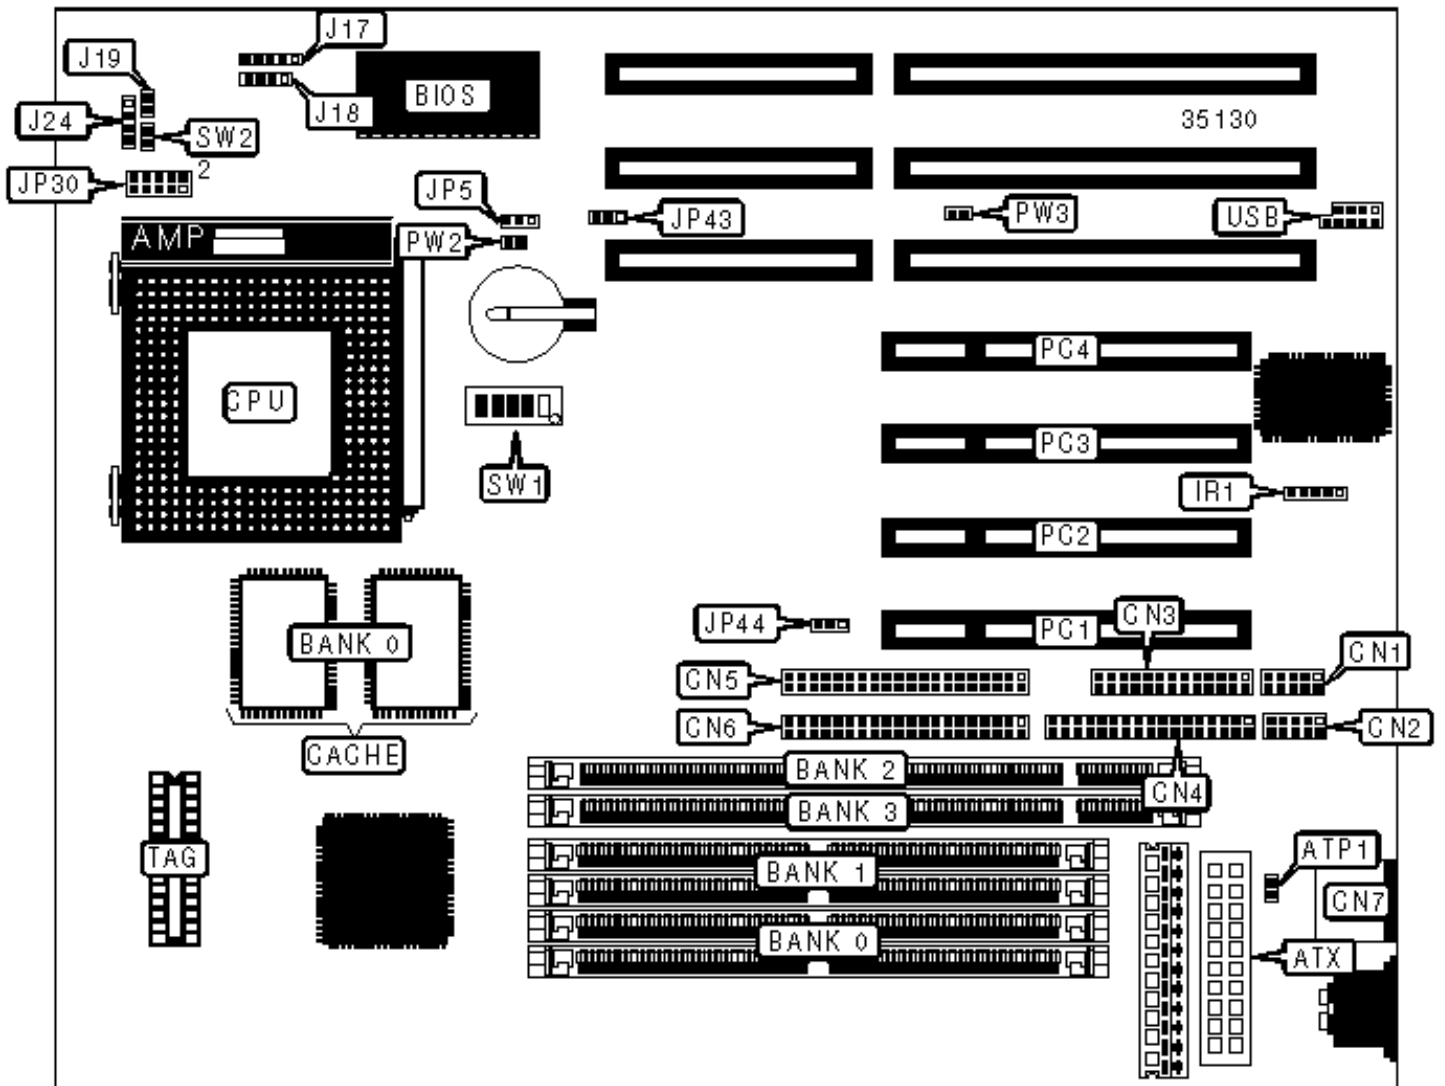 J17
J19
BIOS
J18
J24
SW2
35130
2
JP30
JP5
JP43
PW3
USB
AMP
PW2
PC4
CPU
PC3
SW1
IR1
PC2
CN3
JP44
PC1
BANK 0
CN1
CN5
CN6
CN2
CACHE
BANK 2
CN4
BANK 3
TAG
ATP1
BANK 1
CN7
BANK 0
ATX